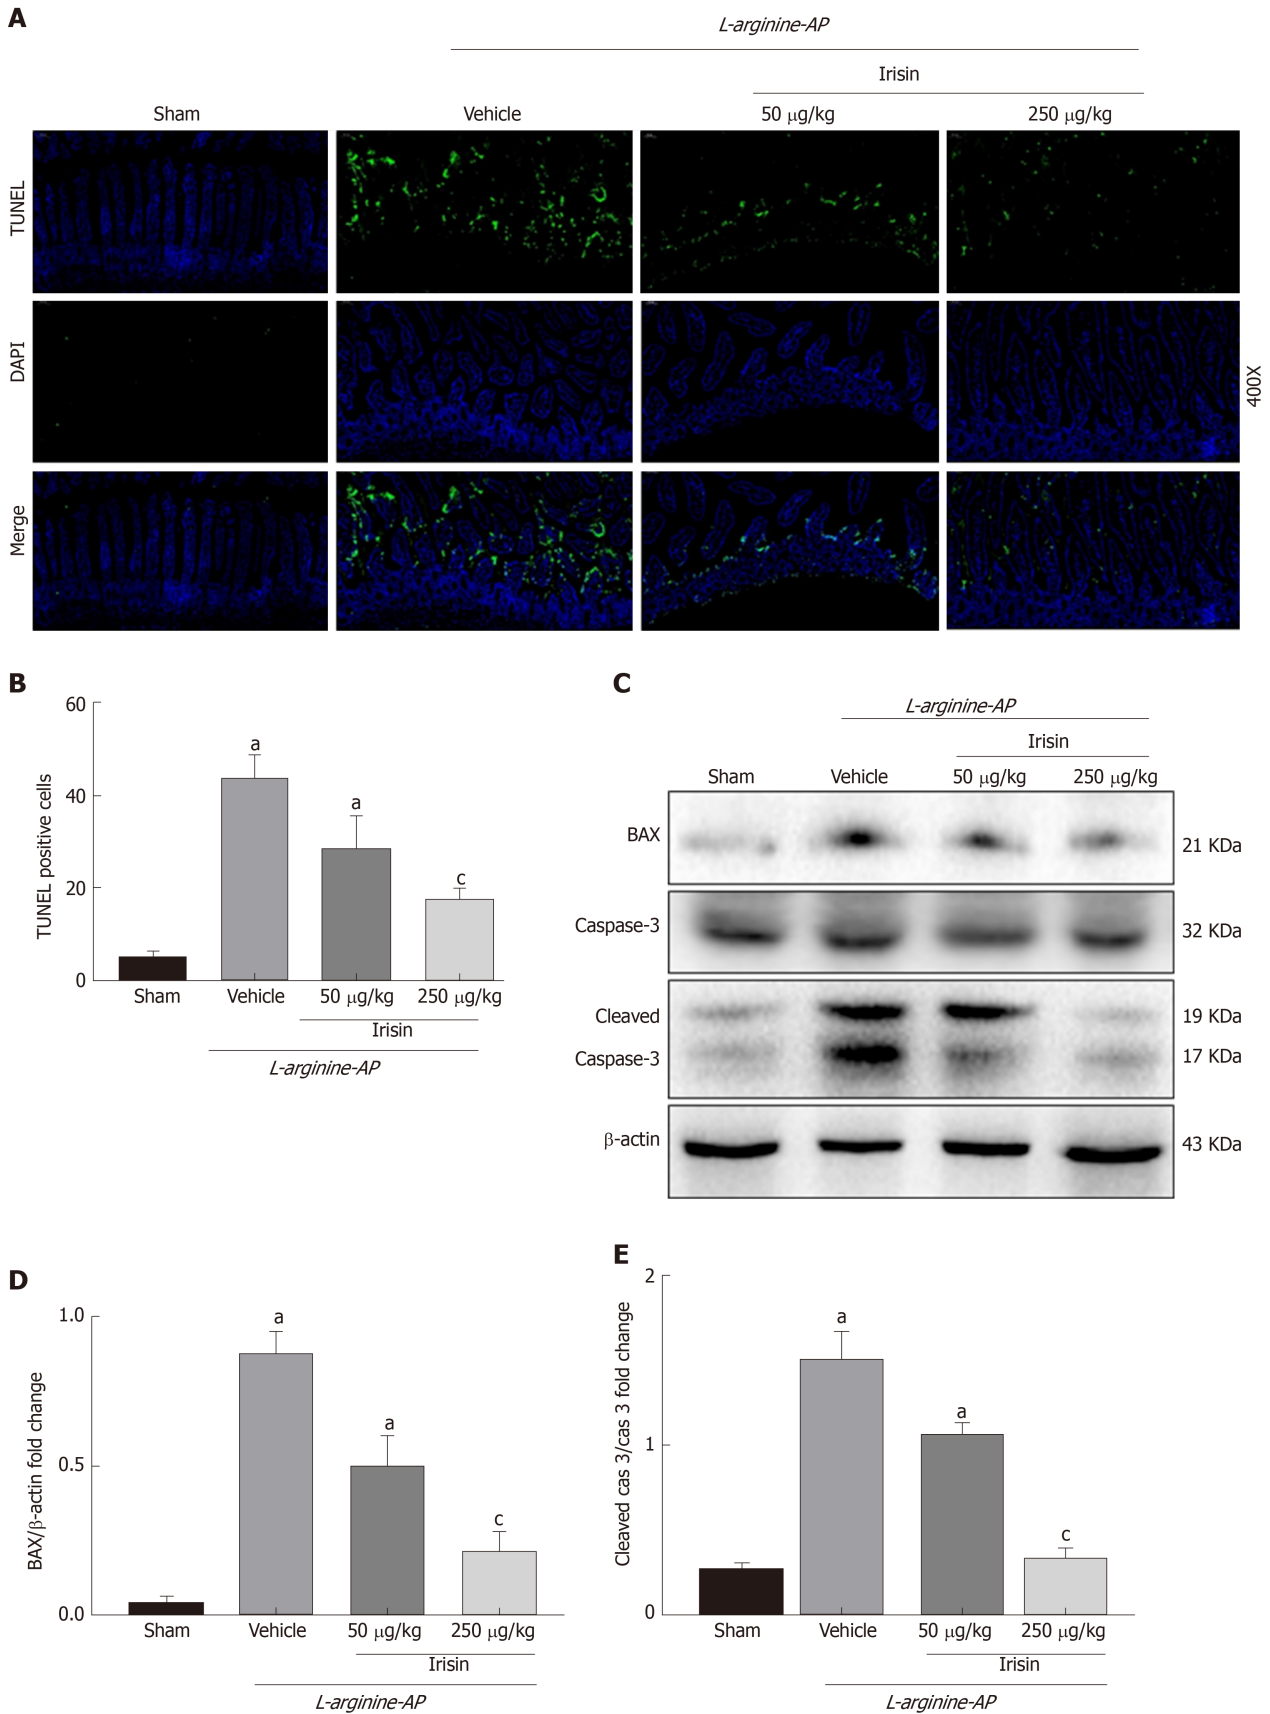 A
L-arginine-AP
Irisin
Sham
Vehicle
50 µg/kg
250 µg/kg
TUNEL
DAPI
Merge
400X
B
60
40
20
0
TUNEL positive cells
a
a
c
Sham
Vehicle
50 µg/kg
250 µg/kg
Irisin
L-arginine-AP
C
L-arginine-AP
Irisin
Sham
Vehicle
50 µg/kg
250 µg/kg
BAX
21 KDa
Caspase-3
32 KDa
Cleaved
19 KDa
Caspase-3
17 KDa
β-actin
43 KDa
D
1.0
0.5
0.0
BAX/β-actin fold change
a
a
c
Sham
Vehicle
50 µg/kg
250 µg/kg
Irisin
L-arginine-AP
E
2
1
0
Cleaved cas 3/cas 3 fold change
a
a
c
Sham
Vehicle
50 µg/kg
250 µg/kg
Irisin
L-arginine-AP